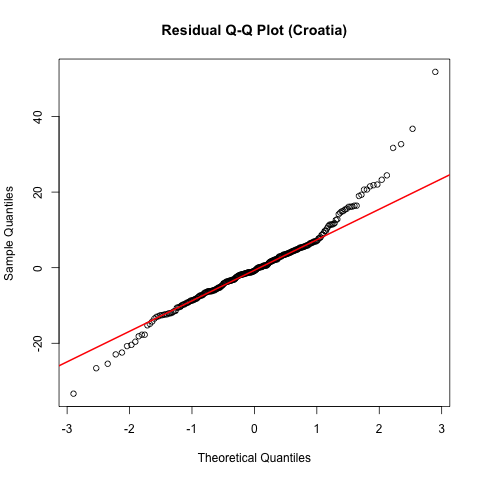 Residual Q-Q Plot (Croatia)
Sample Quantiles
40
20
0
-20
-3 -2 -1 0 1 2 3
Theoretical Quantiles